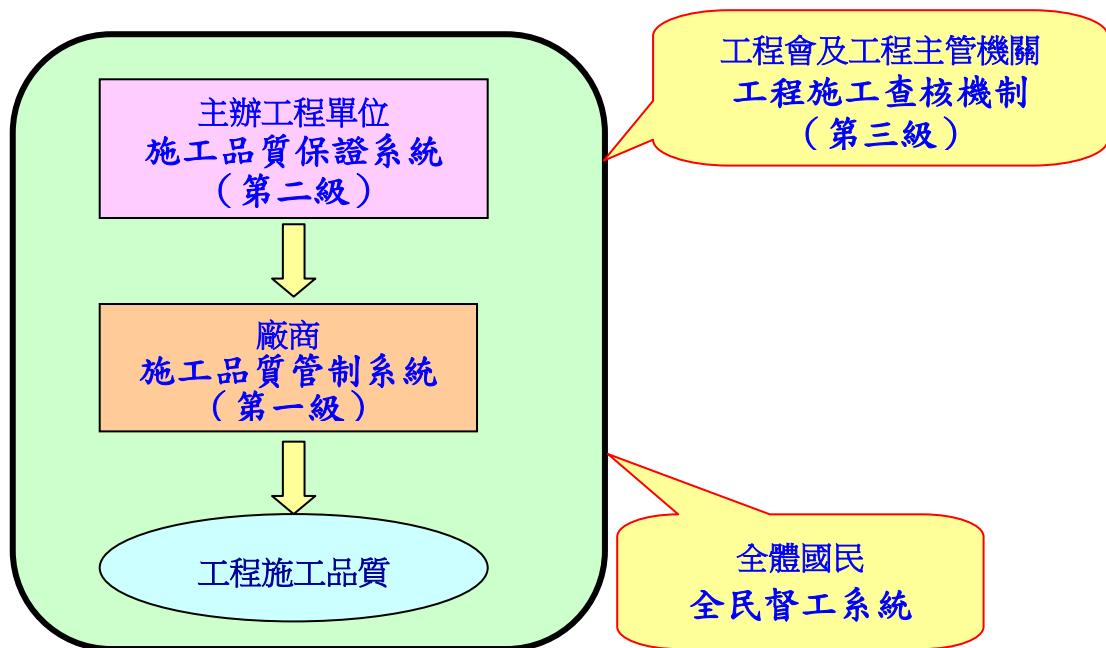 工程會及工程主管機關
工程施工查核機制
（第三級）
主辦工程單位
施工品質保證系統
（第二級）
廠商
施工品質管制系統
（第一級）
工程施工品質
全體國民
全民督工系統